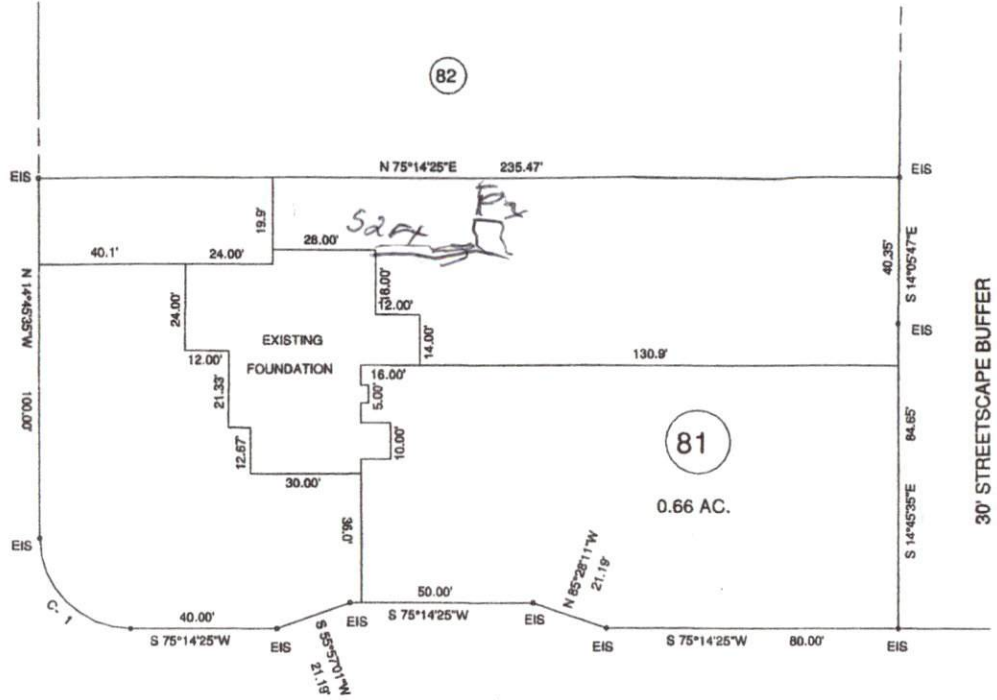 82
N 75°14'25"E 235.47'
EIS
EIS
19.9'
52 Ft
28.00'
40.1'
24.00'
18.00'
12.00'
14.00'
40.35'
S 14°05'47"E
EIS
N 14°45'35"W 100.00'
24.00'
12.00'
21.33'
12.67'
30.00'
EXISTING
FOUNDATION
16.00'
5.00'
10.00'
130.9'
81
0.66 AC.
84.65'
S 14°45'35"E
30' STREETSCAPE BUFFER
36.0'
EIS
C. 1
40.00'
S 75°14'25"W
EIS
S 55°57'01"W
21.19'
EIS
50.00'
S 75°14'25"W
EIS
N 85°28'11"W
21.19'
EIS
S 75°14'25"W 80.00'
EIS